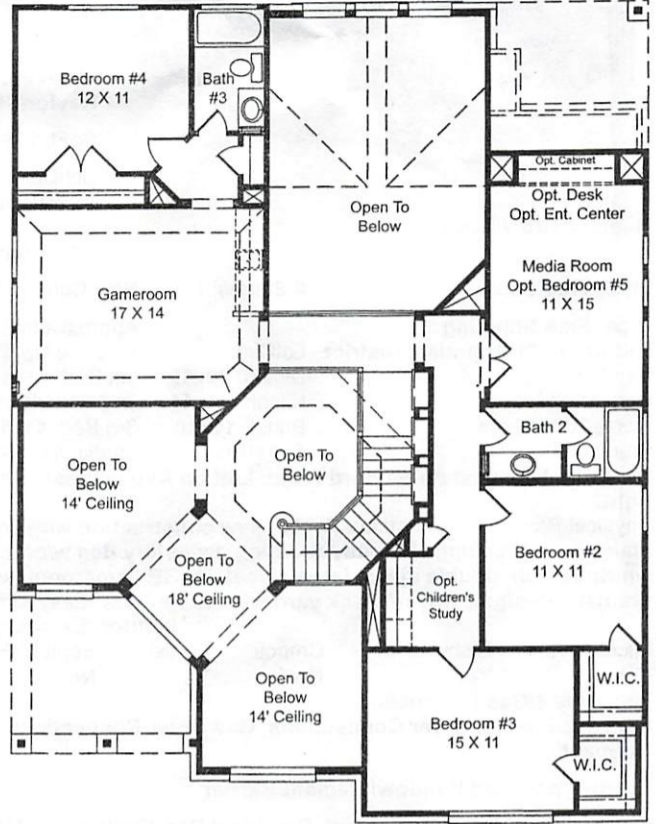 Bedroom #4
12 X 11
Bath
#3
Opt. Cabinet
Opt. Desk
Opt. Ent. Center
Open To
Below
Media Room
Opt. Bedroom #5
11 X 15
Gameroom
17 X 14
Bath 2
Open To
Below
14' Ceiling
Open To
Below
Open To
Below
18' Ceiling
Bedroom #2
11 X 11
Opt.
Children's
Study
W.I.C.
Open To
Below
14' Ceiling
Bedroom #3
15 X 11
W.I.C.